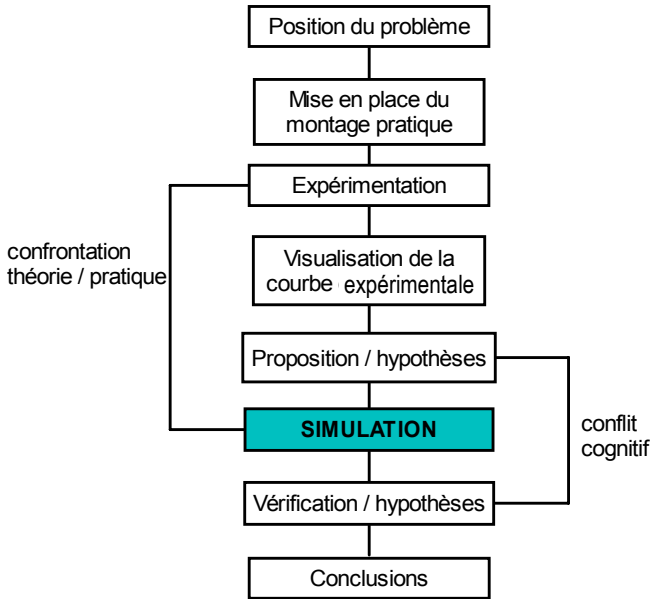 Position du problème
Mise en place du
montage pratique
Expérimentation
confrontation
théorie / pratique
Visualisation de la
courbe expérimentale
Proposition / hypothèses
SIMULATION
conflit
cognitif
Vérification / hypothèses
Conclusions